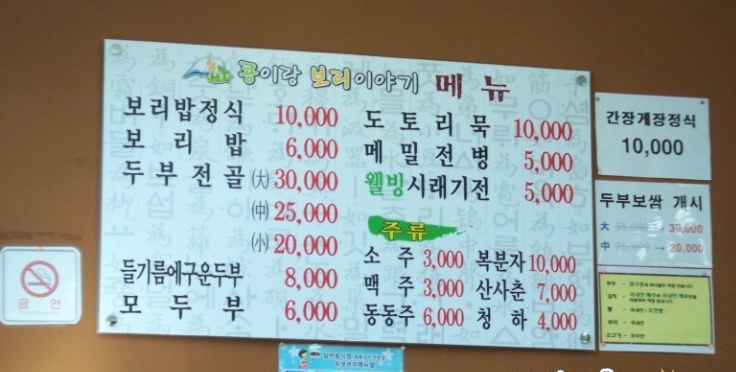 콩이랑 보리이야기 메뉴
보리밥정식 10,000
보리밥 6,000
두부전골 (大) 30,000
(中) 25,000
(小) 20,000
들기름에구운두부 8,000
모두부 6,000
도토리묵 10,000
메밀전병 5,000
웰빙시래기전 5,000
주류
소주 3,000 복분자 10,000
맥주 3,000 산사춘 7,000
동동주 6,000 청하 4,000
간장게장정식
10,000
두부보쌈 개시
大 35,000 → 30,000
中 25,000 → 20,000
금연